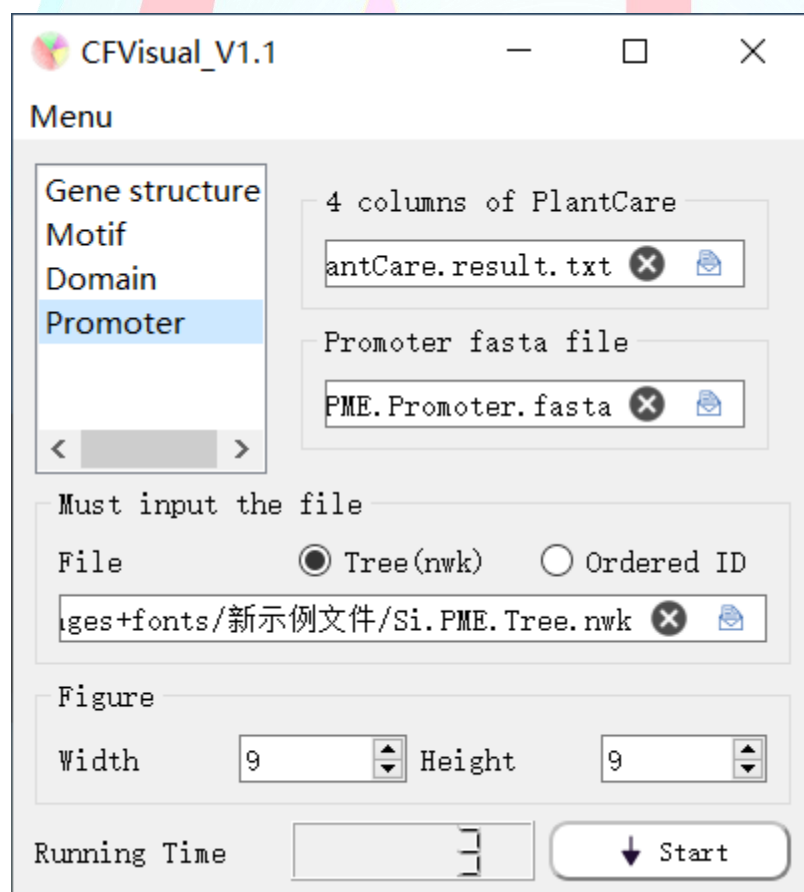 CFVisual_V1.1
Menu
Gene structure
Motif
Domain
Promoter
4 columns of PlantCare
antCare.result.txt
Promoter fasta file
PME.Promoter.fasta
Must input the file
File Tree(nwk) Ordered ID
ages+fonts/新示例文件/Si.PME.Tree.nwk
Figure
Width 9 Height 9
Running Time 3 Start